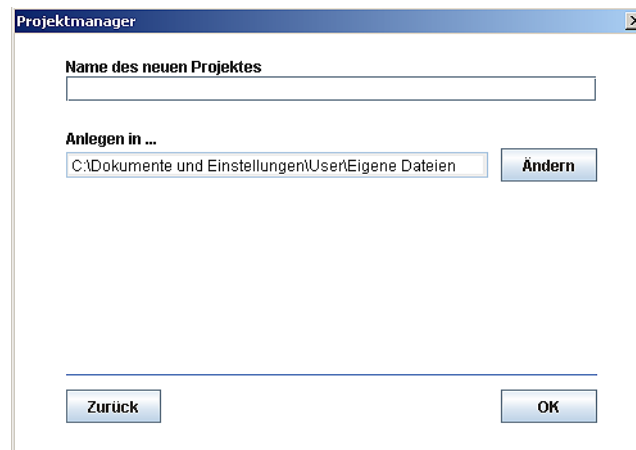 Projektmanager
Name des neuen Projektes
Anlegen in ...
C:\Dokumente und Einstellungen\User\Eigene Dateien
Ändern
Zurück
OK